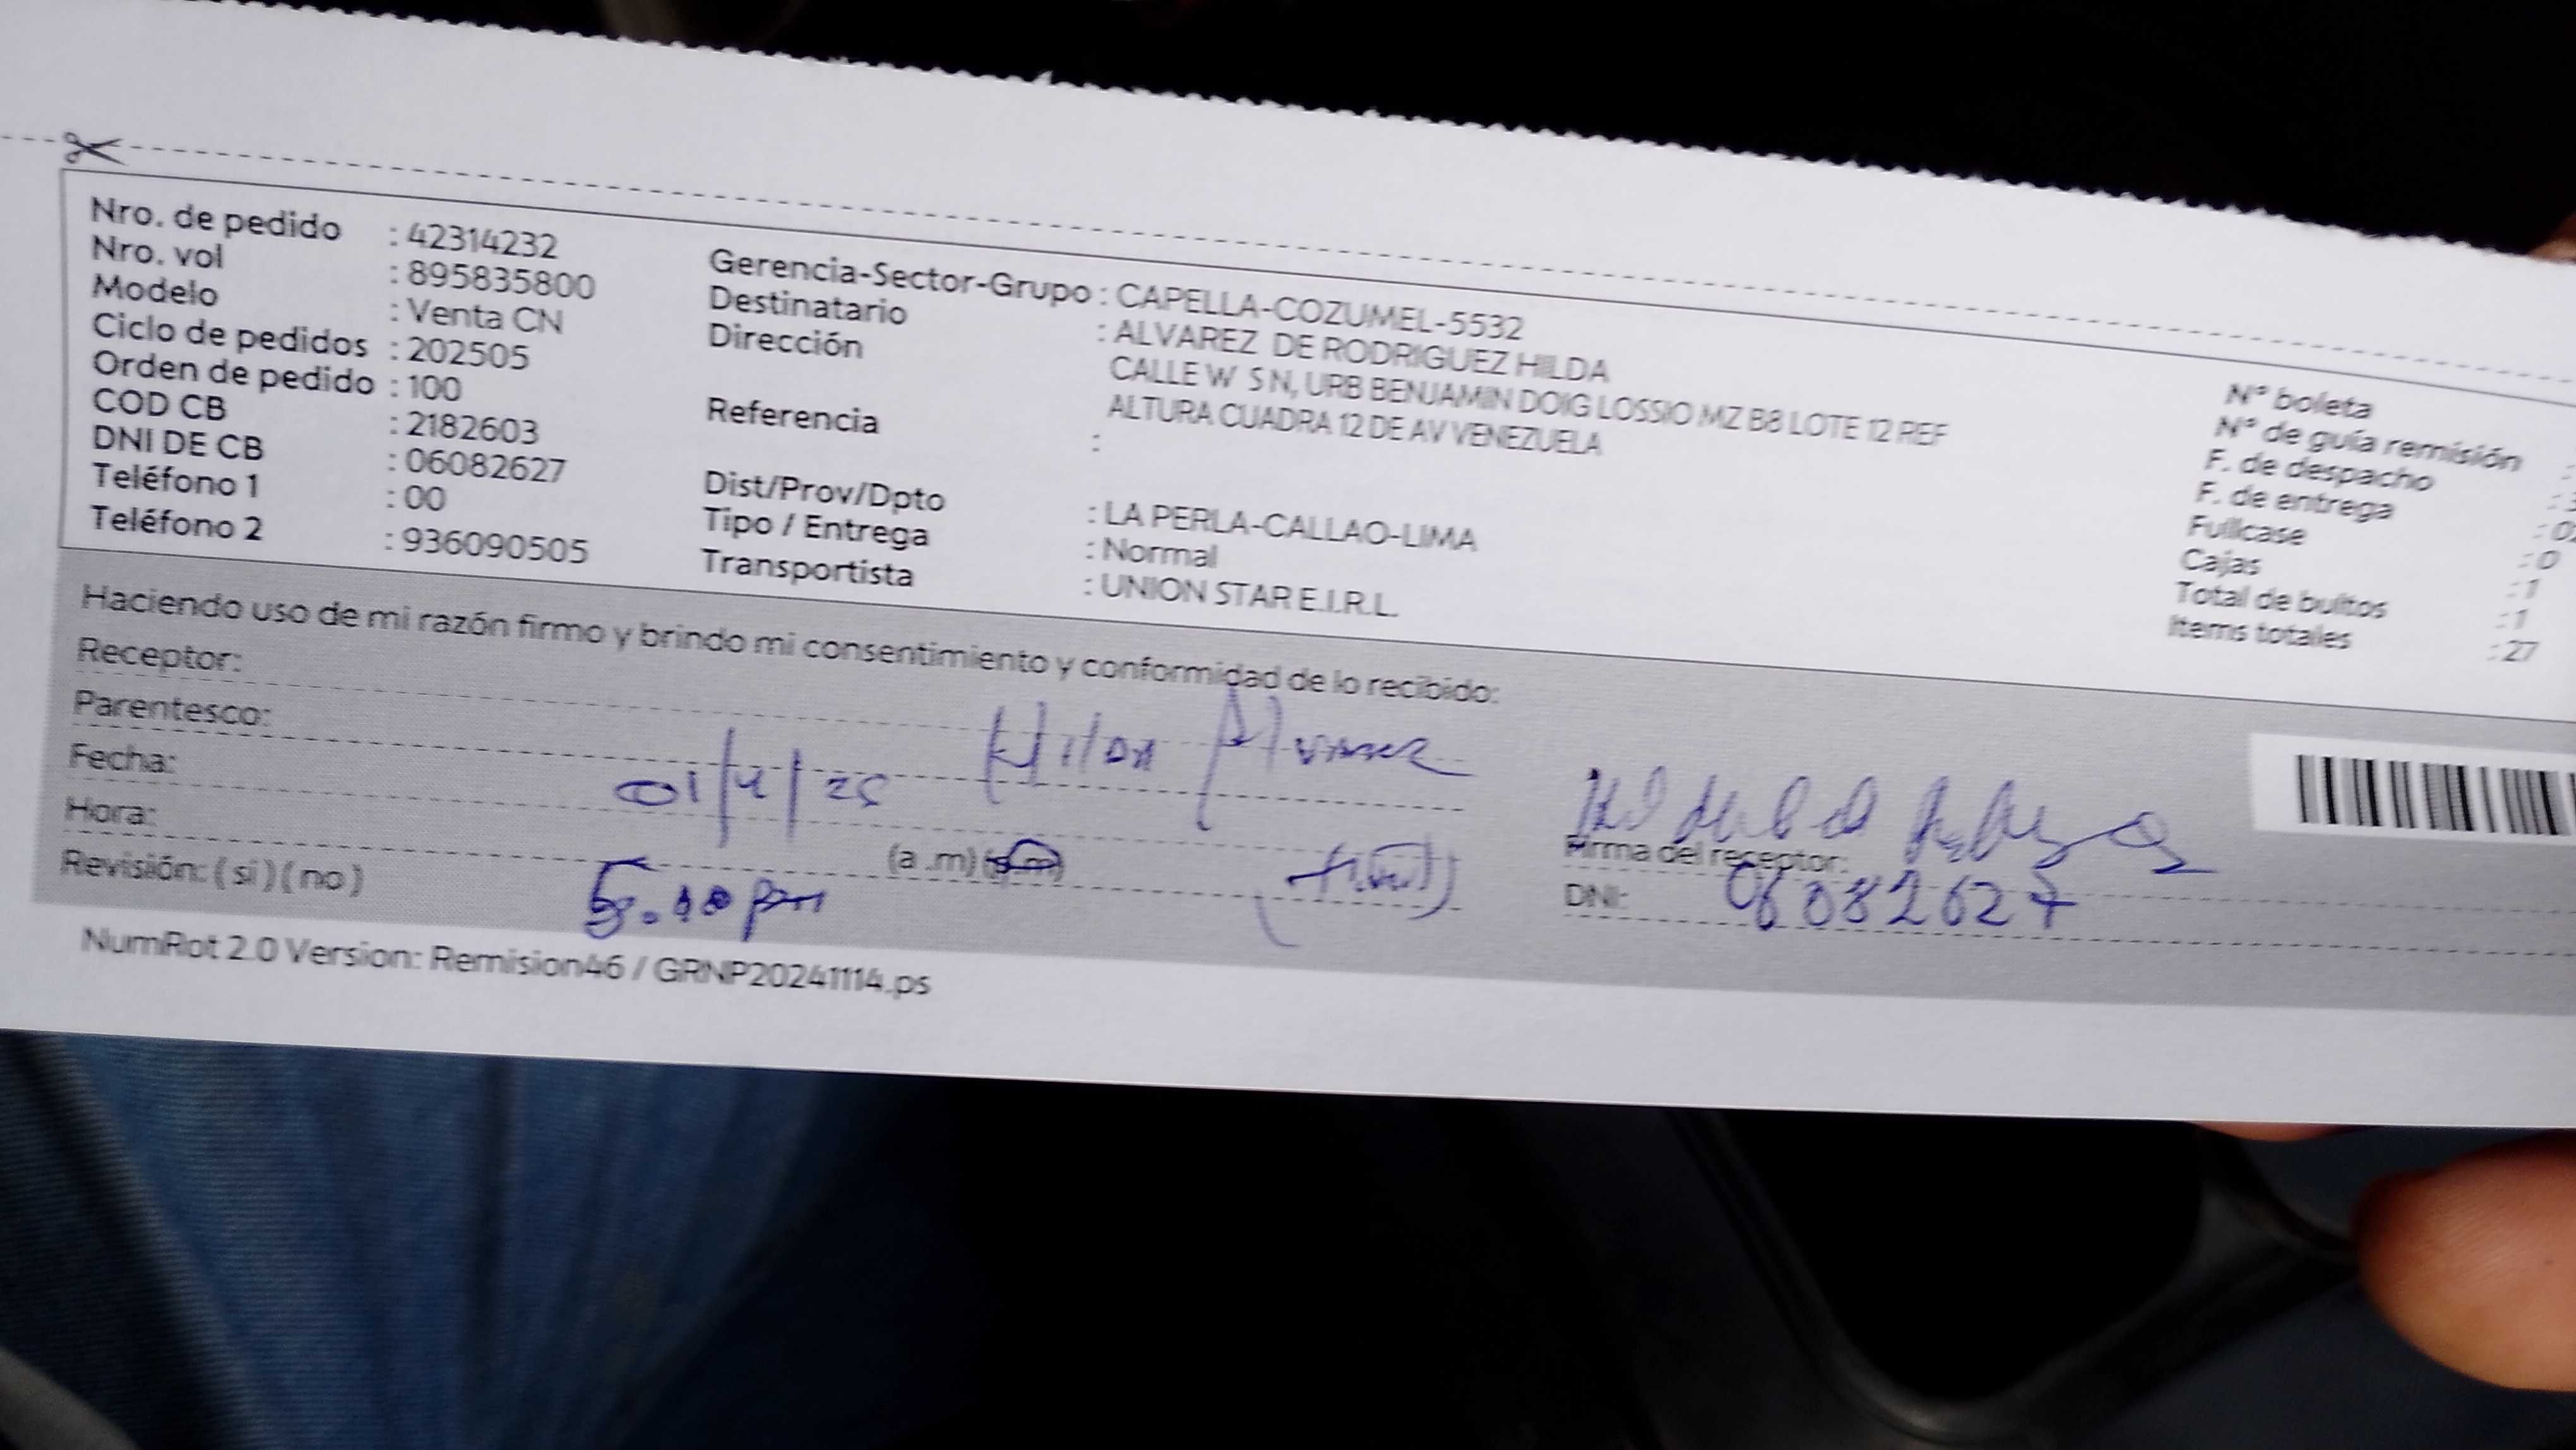 Nro. de pedido : 42314232
Nro. vol : 895835800
Modelo : Venta CN
Ciclo de pedidos : 202505
Orden de pedido : 100
COD CB : 2182603
DNI DE CB : 06082627
Teléfono 1 : 00
Teléfono 2 : 936090505
Gerencia-Sector-Grupo : CAPELLA-COZUMEL-5532
Destinatario : ALVAREZ DE RODRIGUEZ HILDA
Dirección CALLE W S N, URB BENJAMIN DOIG LOSSIO MZ B8 LOTE 12 REF
ALTURA CUADRA 12 DE AV VENEZUELA
Referencia :
Dist/Prov/Dpto : LA PERLA-CALLAO-LIMA
Tipo / Entrega : Normal
Transportista : UNION STAR E.I.R.L.
N° boleta
N° de guía remisión :
F. de despacho :
F. de entrega : 0
Fullcase : 0
Cajas : 1
Total de bultos : 1
Items totales : 27
Haciendo uso de mi razón firmo y brindo mi consentimiento y conformidad de lo recibido:
Receptor: Hilda Alvarez
Parentesco:
Fecha: 01/4/25
Hora: (a .m) (p.m)
Revisión: ( si ) ( no )
Firma del receptor:
DNI: 06082627
NumRot 2.0 Version: Remision46 / GRNP20241114.ps